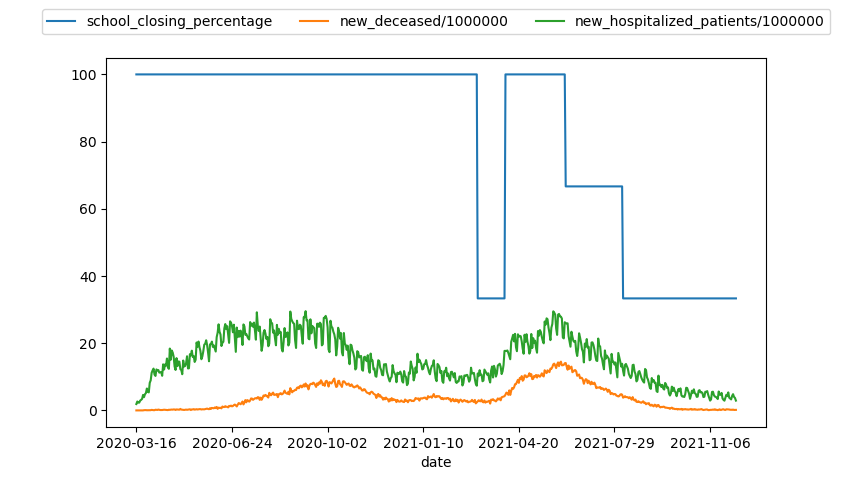 school_closing_percentage new_deceased/1000000 new_hospitalized_patients/1000000
100
80
60
40
20
0
2020-03-16 2020-06-24 2020-10-02 2021-01-10 2021-04-20 2021-07-29 2021-11-06
date